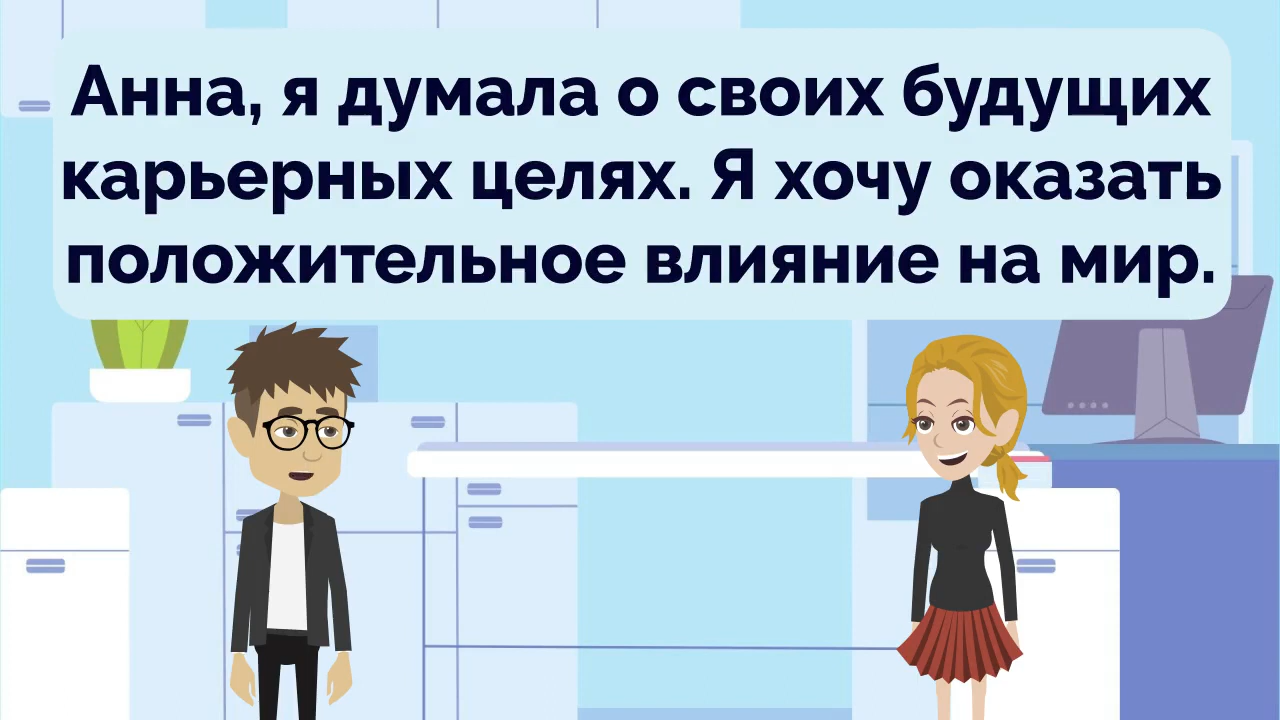 Анна, я думала о своих будущих
карьерных целях. Я хочу оказать
положительное влияние на мир.